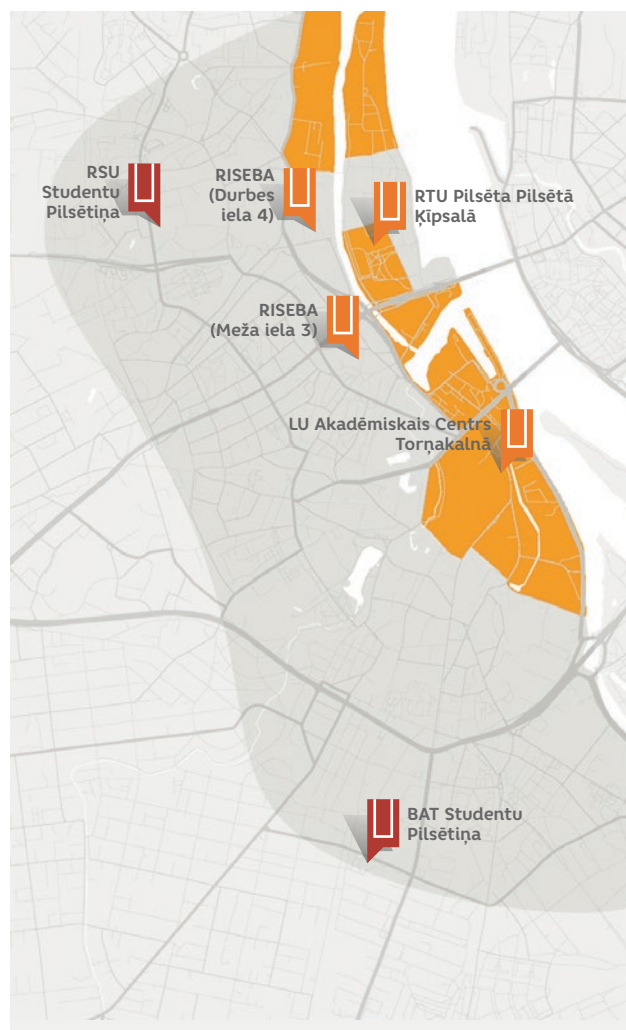 RSU
Studentu
Pilsētiņa
RISEBA
(Durbes
iela 4)
RTU Pilsēta Pilsētā
Ķīpsalā
RISEBA
(Meža iela 3)
LU Akadēmiskais Centrs
Torņakalnā
BAT Studentu
Pilsētiņa